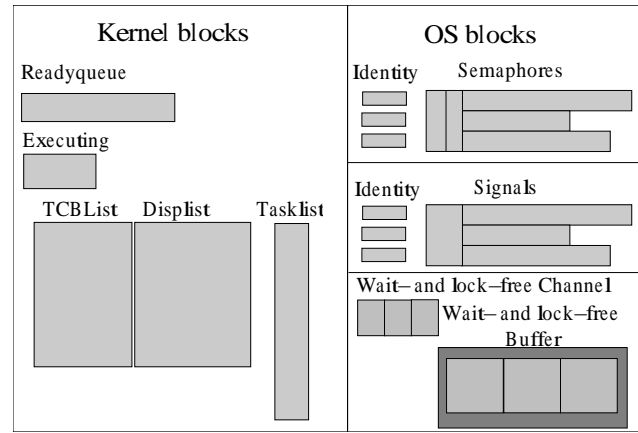 Kernel blocks
Readyqueue
Executing
TCBList Displist Tasklist
OS blocks
Identity Semaphores
Identity Signals
Wait–and lock–free Channel
Wait–and lock–free
Buffer